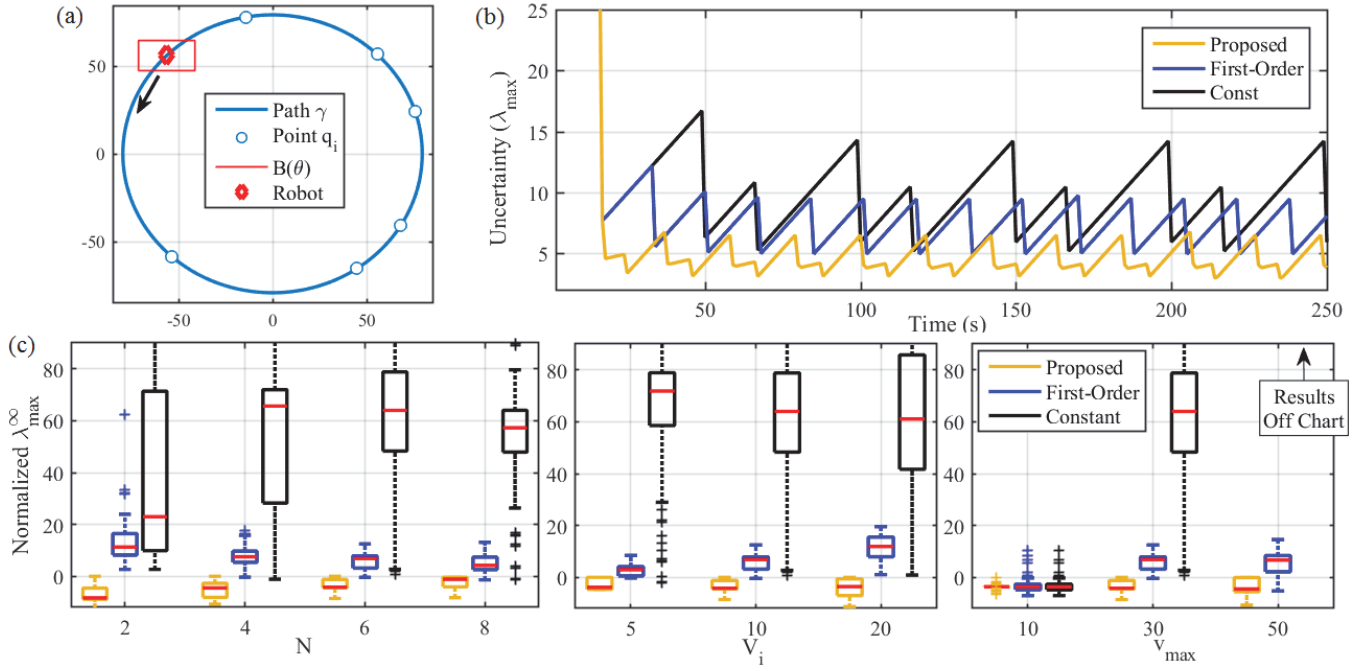 (a)
50
0
-50
-50
0
50
Path γ
Point q_i
B(θ)
Robot
(b)
Uncertainty (λ_max)
25
20
15
10
5
50
100
150
200
250
Time (s)
Proposed
First-Order
Const
(c)
Normalized λ^∞_max
80
60
40
20
0
2
4
6
8
N
80
60
40
20
0
5
10
20
V_i
80
60
40
20
0
10
30
50
v_max
Proposed
First-Order
Constant
Results
Off Chart